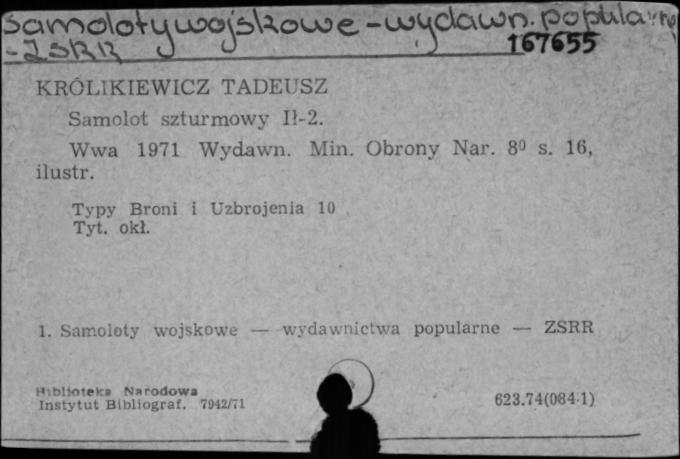 Samoloty wojskowe - wydawn. popularne
- ZSRR 167655
KRÓLIKIEWICZ TADEUSZ
Samolot szturmowy Ił-2.
Wwa 1971 Wydawn. Min. Obrony Nar. 8⁰ s. 16,
ilustr.
Typy Broni i Uzbrojenia 10
Tyt. okł.
1. Samoloty wojskowe — wydawnictwa popularne — ZSRR
Biblioteka Narodowa
Instytut Bibliograf. 7942/71
623.74(084.1)